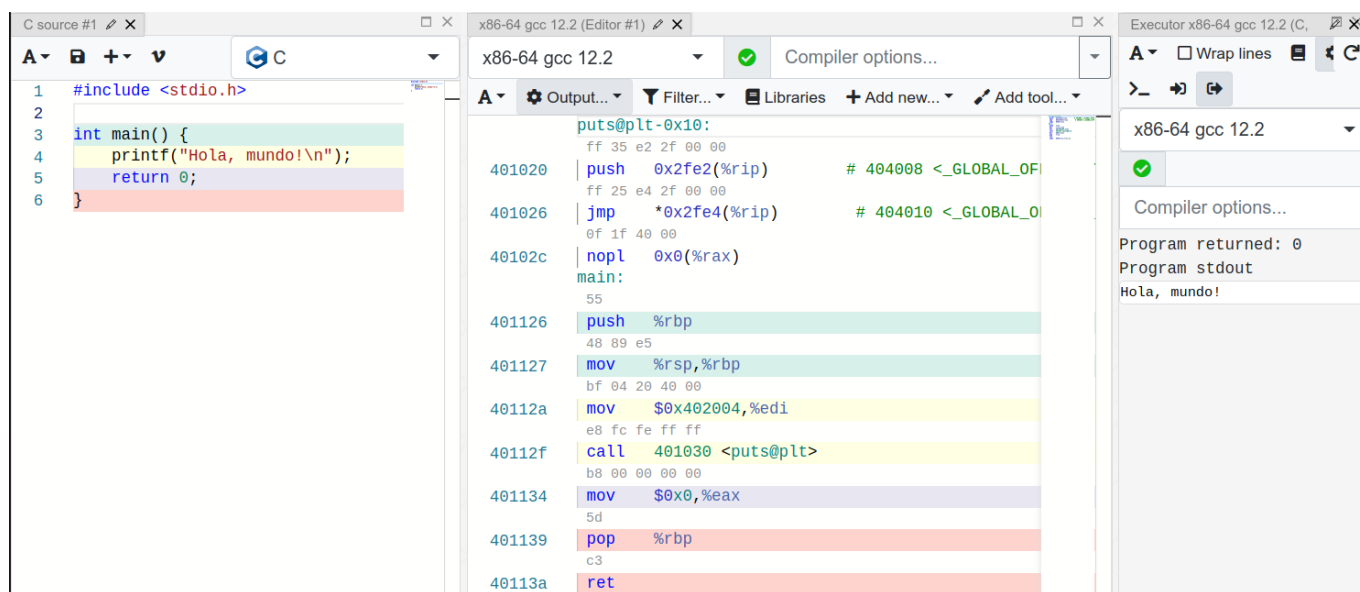 C source #1
A
C
1 #include <stdio.h>
2
3 int main() {
4 printf("Hola, mundo!\n");
5 return 0;
6 }
x86-64 gcc 12.2 (Editor #1)
x86-64 gcc 12.2
Compiler options...
A Output... Filter... Libraries + Add new... Add tool...
puts@plt-0x10:
ff 35 e2 2f 00 00
401020 push 0x2fe2(%rip) # 404008 <_GLOBAL_OF
ff 25 e4 2f 00 00
401026 jmp *0x2fe4(%rip) # 404010 <_GLOBAL_O
0f 1f 40 00
40102c nopl 0x0(%rax)
main:
55
401126 push %rbp
48 89 e5
401127 mov %rsp,%rbp
bf 04 20 40 00
40112a mov $0x402004,%edi
e8 fc fe ff ff
40112f call 401030 <puts@plt>
b8 00 00 00 00
401134 mov $0x0,%eax
5d
401139 pop %rbp
c3
40113a ret
Executor x86-64 gcc 12.2 (C,
A Wrap lines
x86-64 gcc 12.2
Compiler options...
Program returned: 0
Program stdout
Hola, mundo!